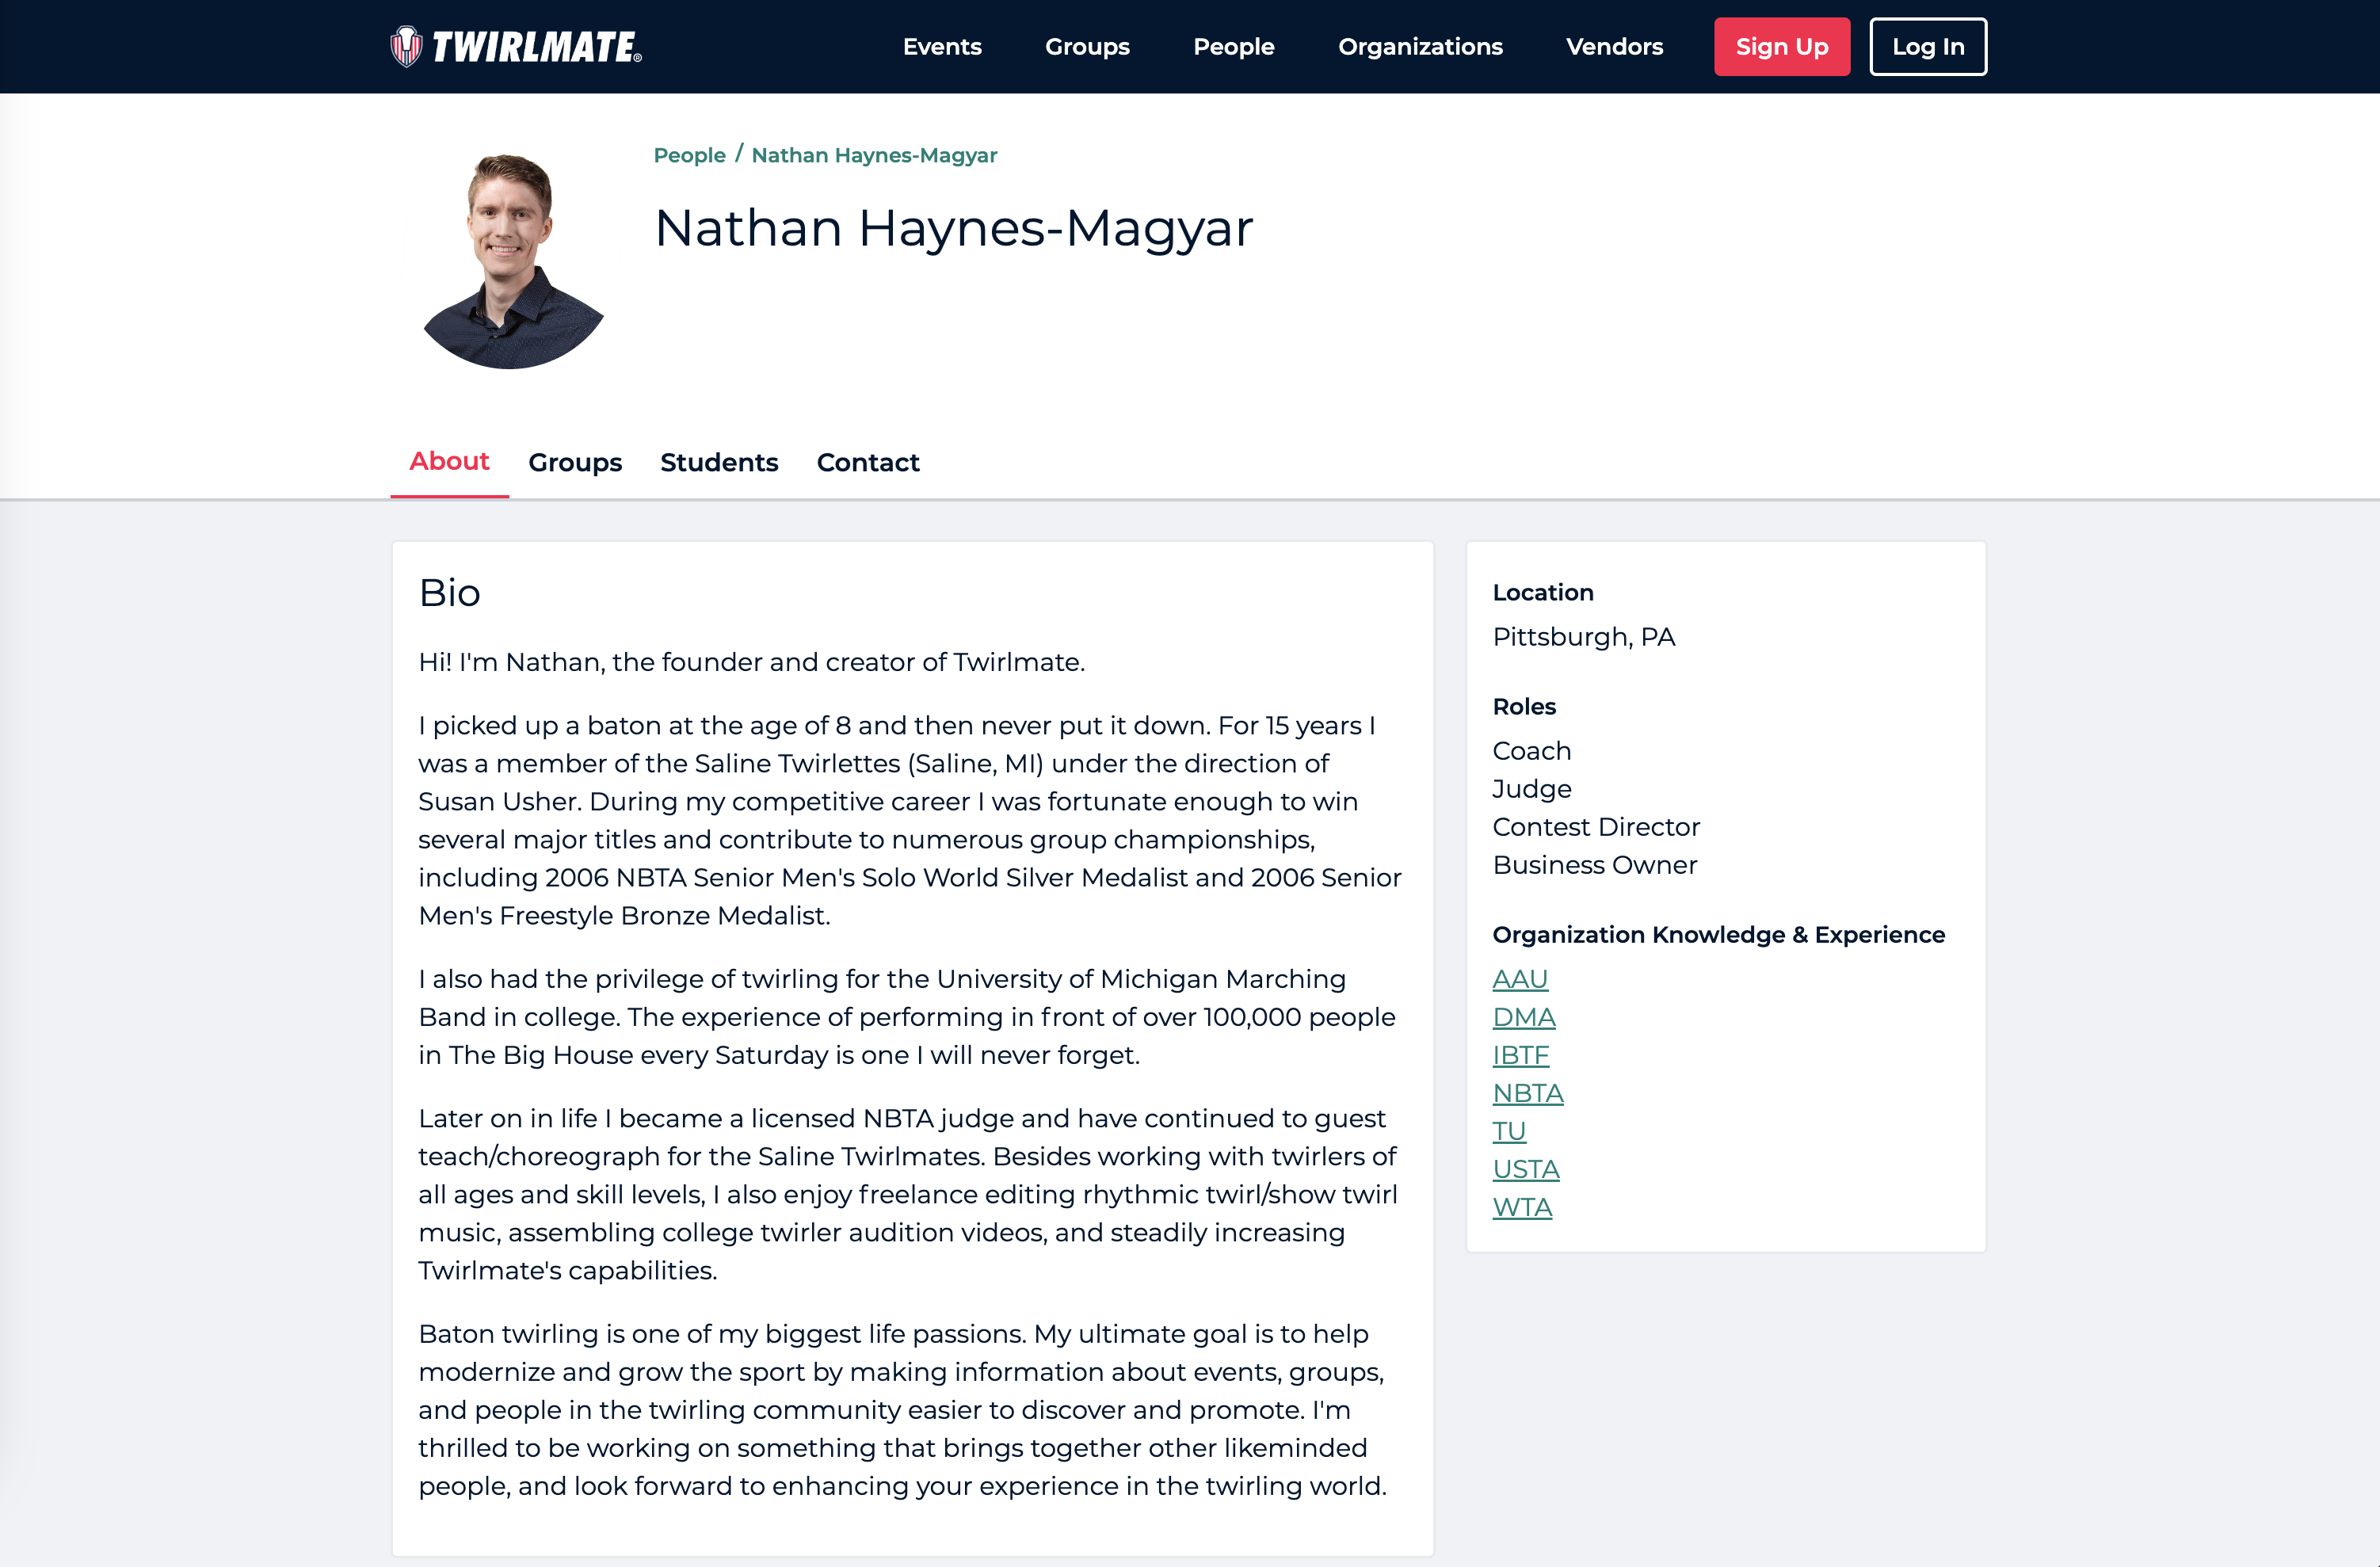 TWIRLMATE®
Events Groups People Organizations Vendors Sign Up Log In
People / Nathan Haynes-Magyar
Nathan Haynes-Magyar
About Groups Students Contact
Bio
Hi! I'm Nathan, the founder and creator of Twirlmate.
I picked up a baton at the age of 8 and then never put it down. For 15 years I
was a member of the Saline Twirlettes (Saline, MI) under the direction of
Susan Usher. During my competitive career I was fortunate enough to win
several major titles and contribute to numerous group championships,
including 2006 NBTA Senior Men's Solo World Silver Medalist and 2006 Senior
Men's Freestyle Bronze Medalist.
I also had the privilege of twirling for the University of Michigan Marching
Band in college. The experience of performing in front of over 100,000 people
in The Big House every Saturday is one I will never forget.
Later on in life I became a licensed NBTA judge and have continued to guest
teach/choreograph for the Saline Twirlmates. Besides working with twirlers of
all ages and skill levels, I also enjoy freelance editing rhythmic twirl/show twirl
music, assembling college twirler audition videos, and steadily increasing
Twirlmate's capabilities.
Baton twirling is one of my biggest life passions. My ultimate goal is to help
modernize and grow the sport by making information about events, groups,
and people in the twirling community easier to discover and promote. I'm
thrilled to be working on something that brings together other likeminded
people, and look forward to enhancing your experience in the twirling world.
Location
Pittsburgh, PA
Roles
Coach
Judge
Contest Director
Business Owner
Organization Knowledge & Experience
AAU
DMA
IBTF
NBTA
TU
USTA
WTA